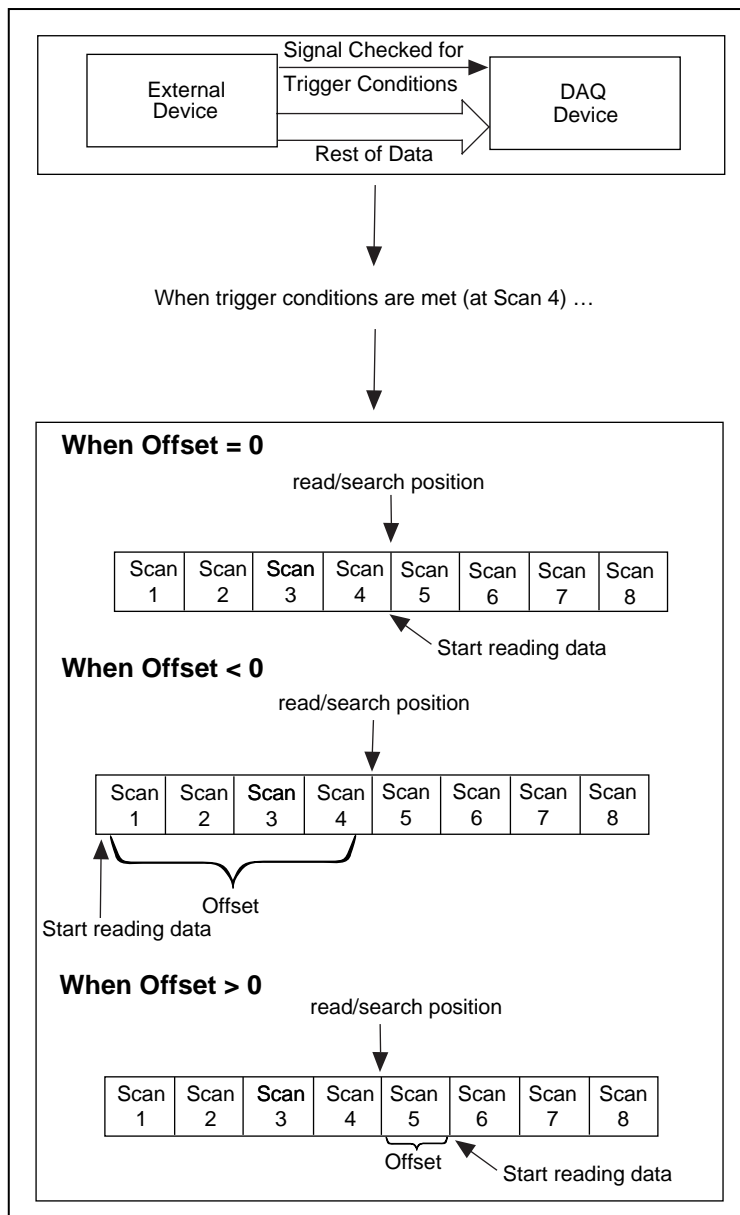 Signal Checked for
Trigger Conditions
External
Device
DAQ
Device
Rest of Data
When trigger conditions are met (at Scan 4) …
When Offset = 0
read/search position
Scan Scan Scan Scan Scan Scan Scan Scan
1 2 3 4 5 6 7 8
Start reading data
When Offset < 0
read/search position
Scan Scan Scan Scan Scan Scan Scan Scan
1 2 3 4 5 6 7 8
Offset
Start reading data
When Offset > 0
read/search position
Scan Scan Scan Scan Scan Scan Scan Scan
1 2 3 4 5 6 7 8
Offset
Start reading data